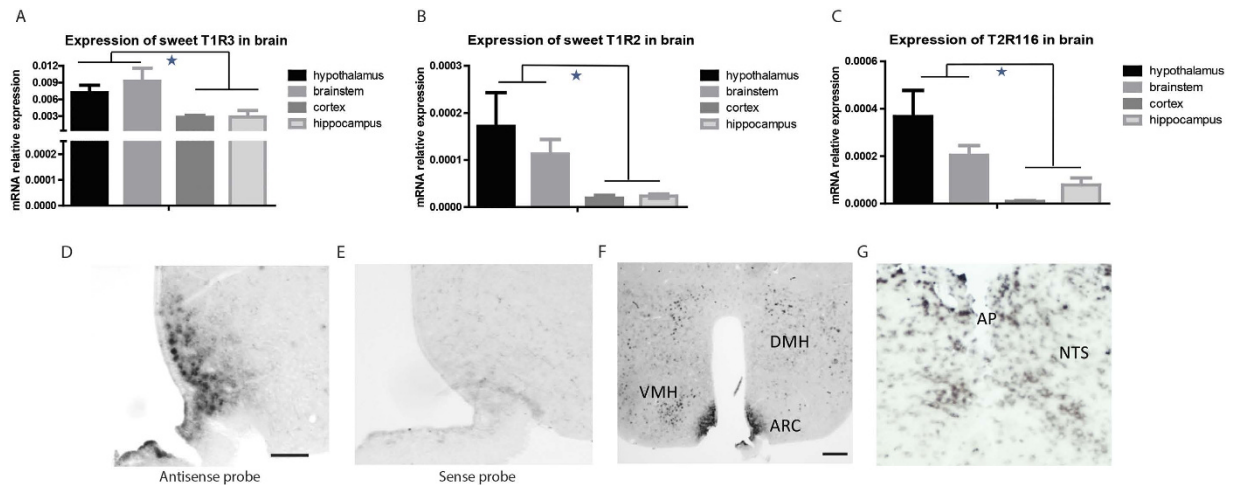 A
Expression of sweet T1R3 in brain
mRNA relative expression
0.012
0.009
0.006
0.003
0.0002
0.0001
0.0000
hypothalamus
brainstem
cortex
hippocampus
B
Expression of sweet T1R2 in brain
mRNA relative expression
0.0003
0.0002
0.0001
0.0000
hypothalamus
brainstem
cortex
hippocampus
C
Expression of T2R116 in brain
mRNA relative expression
0.0006
0.0004
0.0002
0.0000
hypothalamus
brainstem
cortex
hippocampus
D
Antisense probe
E
Sense probe
F
DMH
VMH
ARC
G
AP
NTS